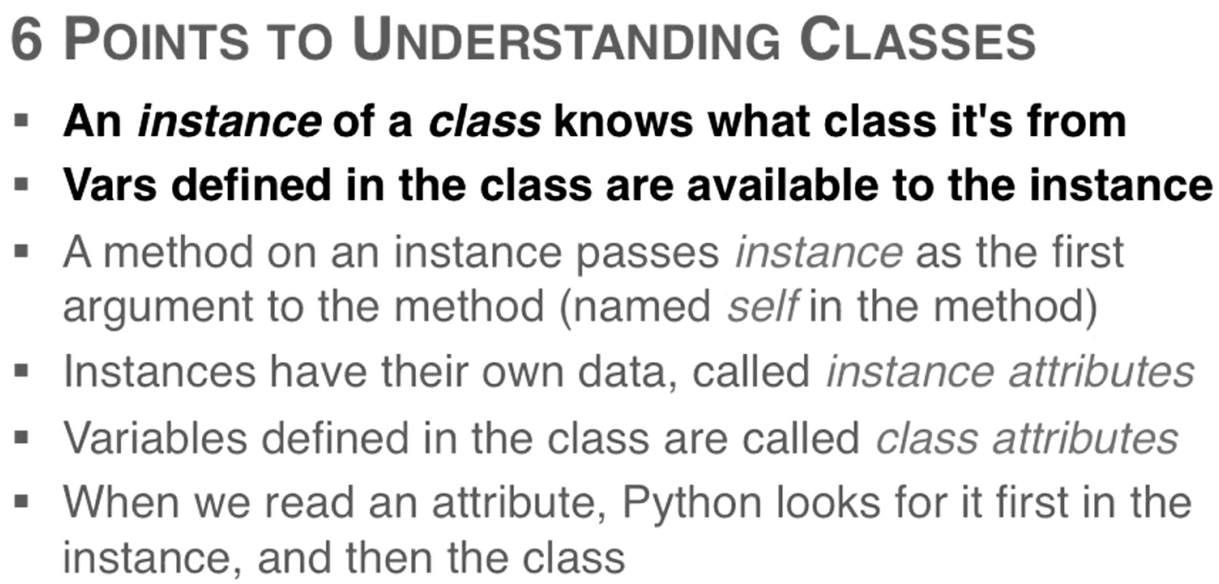 6 POINTS TO UNDERSTANDING CLASSES
▪ An instance of a class knows what class it's from
▪ Vars defined in the class are available to the instance
▪ A method on an instance passes instance as the first
argument to the method (named self in the method)
▪ Instances have their own data, called instance attributes
▪ Variables defined in the class are called class attributes
▪ When we read an attribute, Python looks for it first in the
instance, and then the class